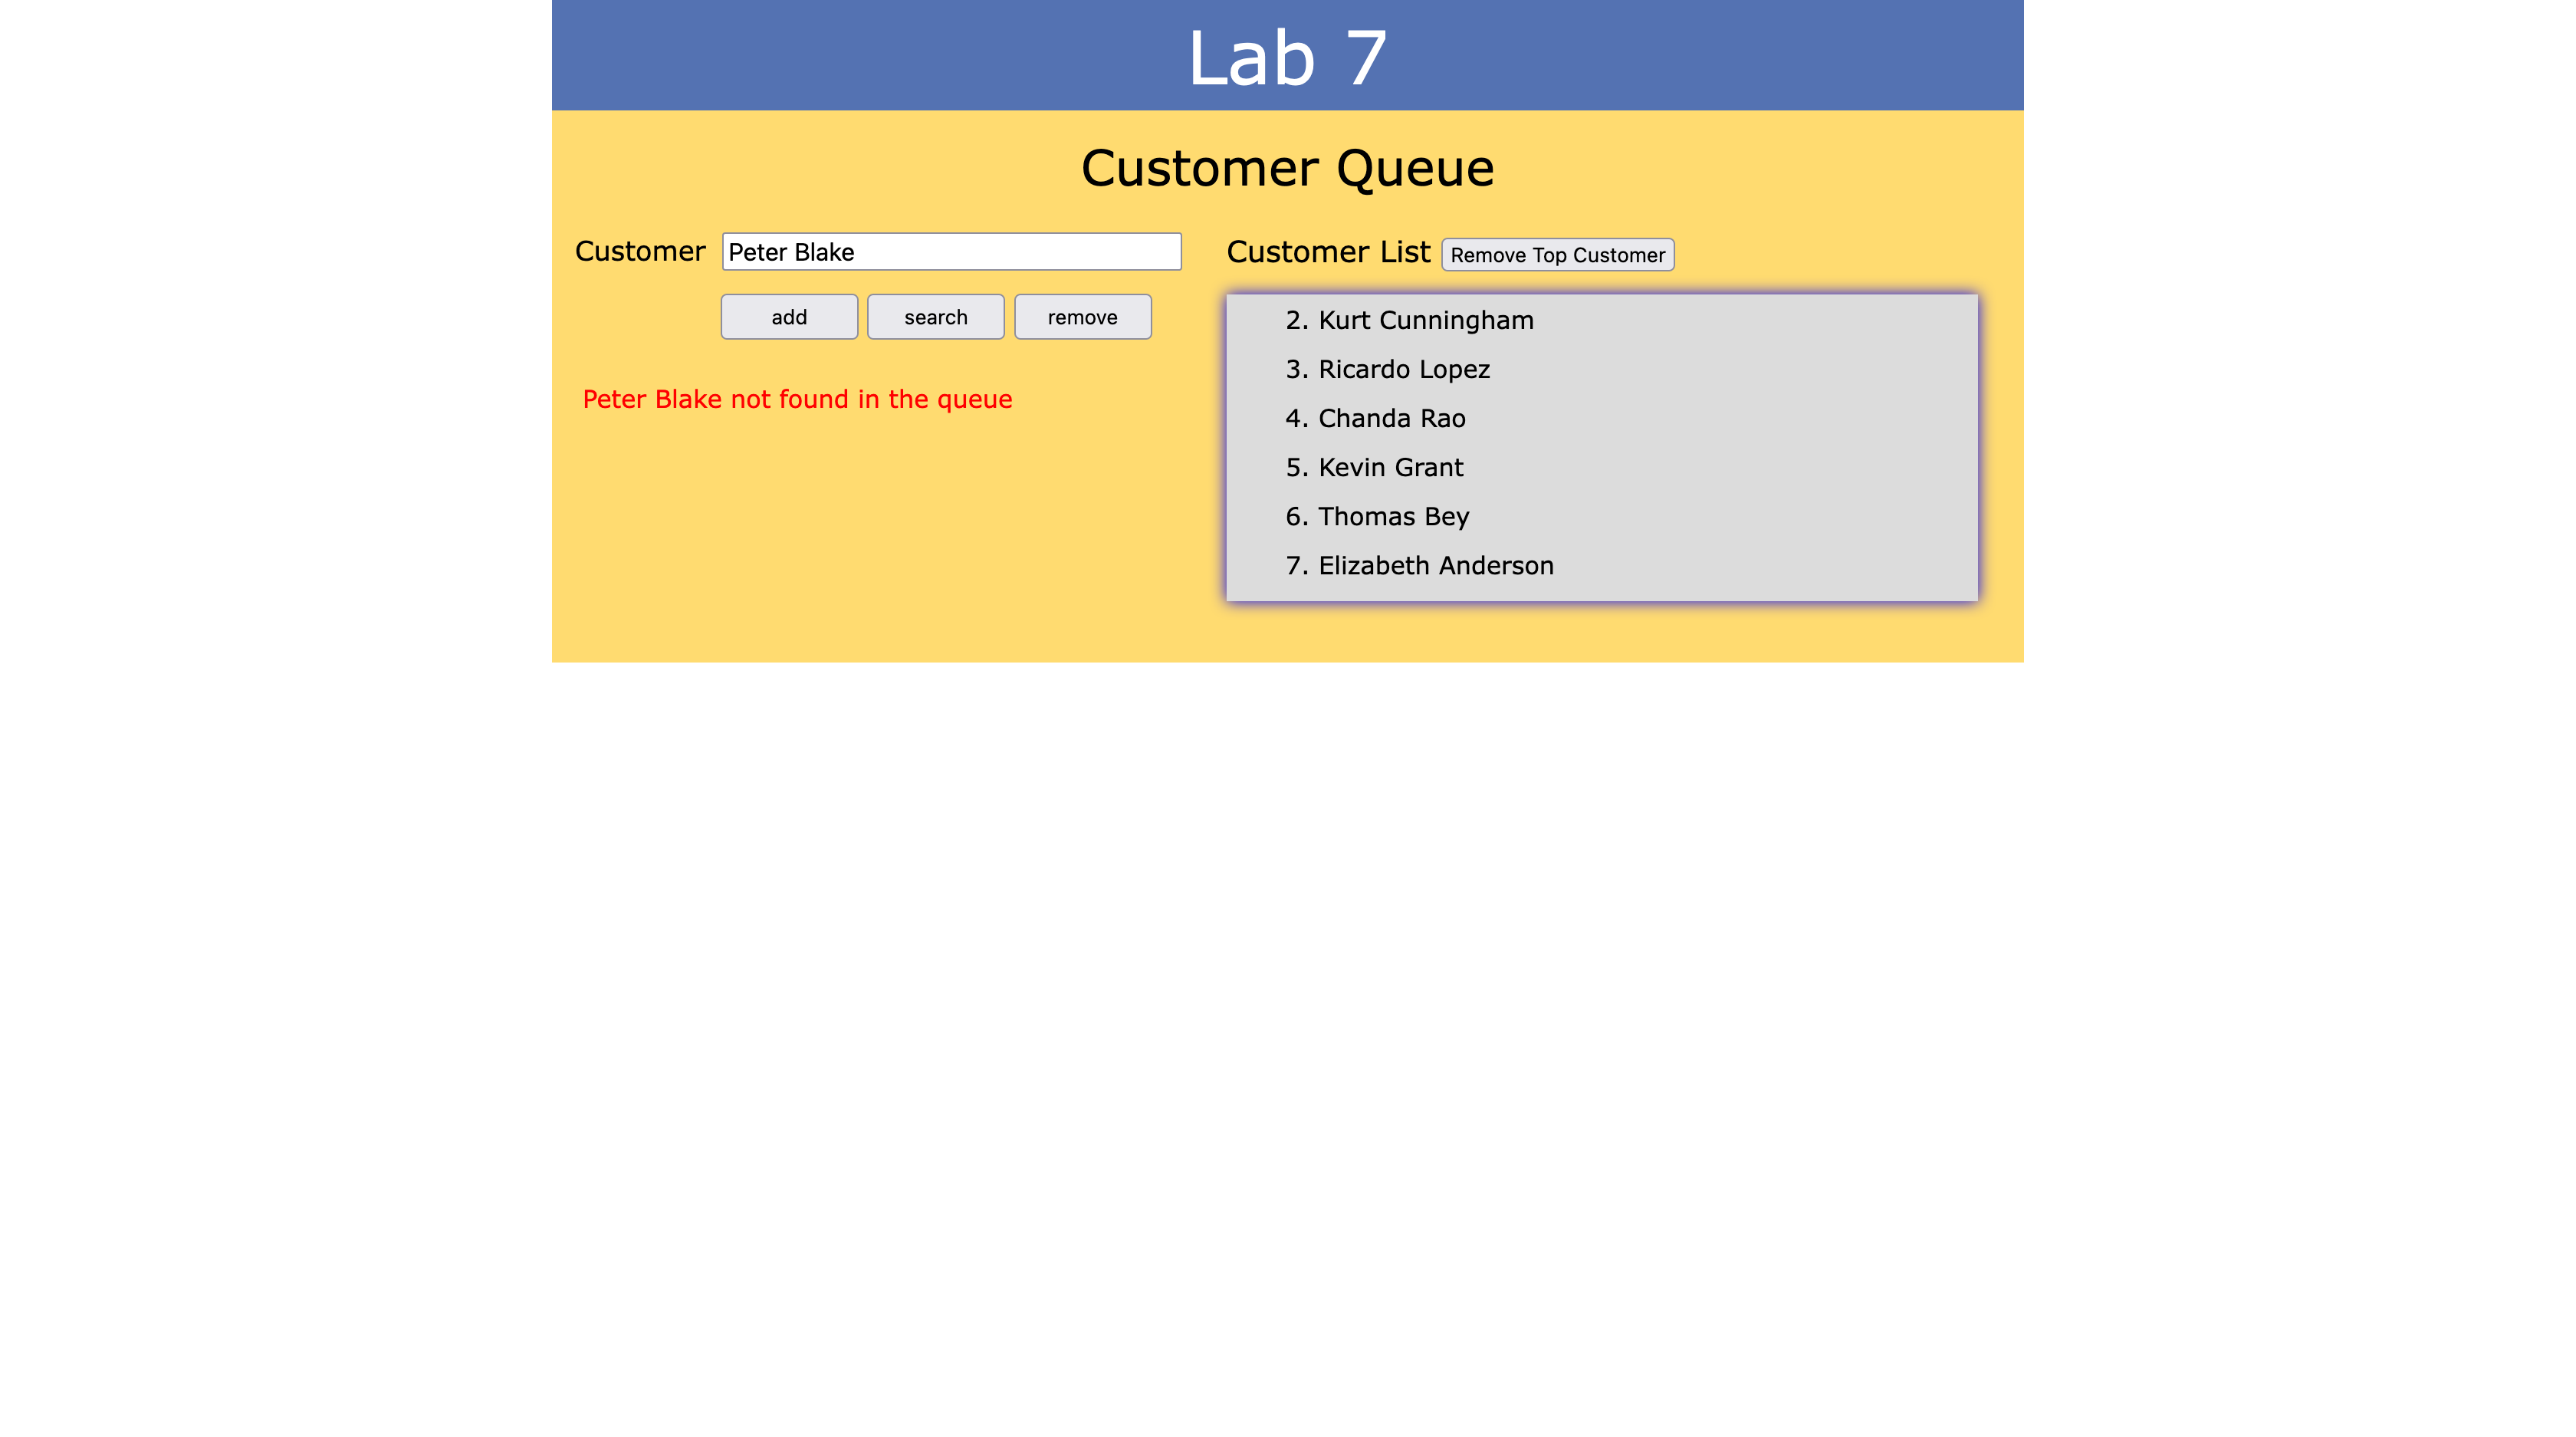 Lab 7
Customer Queue
Customer Peter Blake
add search remove
Peter Blake not found in the queue
Customer List Remove Top Customer
2. Kurt Cunningham
3. Ricardo Lopez
4. Chanda Rao
5. Kevin Grant
6. Thomas Bey
7. Elizabeth Anderson